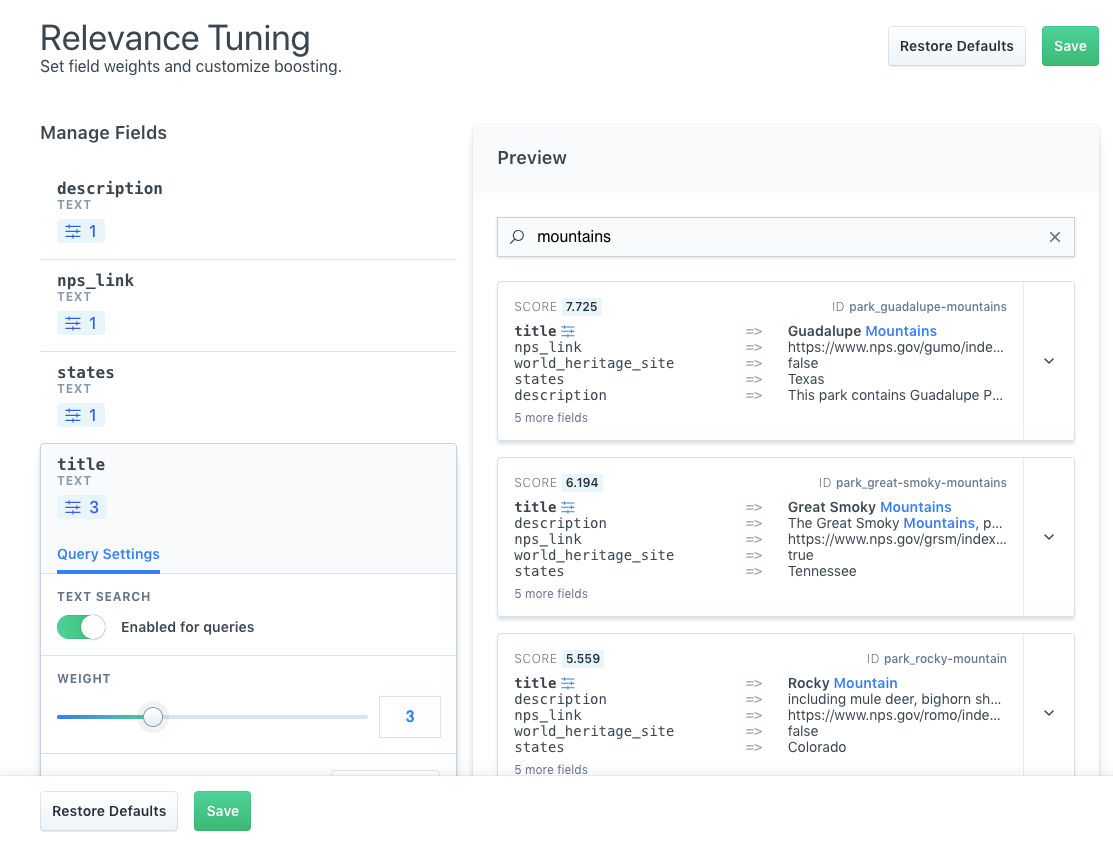 Relevance Tuning
Set field weights and customize boosting.
Restore Defaults
Save
Manage Fields
description
TEXT
1
nps_link
TEXT
1
states
TEXT
1
title
TEXT
3
Query Settings
TEXT SEARCH
Enabled for queries
WEIGHT
3
Preview
mountains
SCORE 7.725 ID park_guadalupe-mountains
title => Guadalupe Mountains
nps_link => https://www.nps.gov/gumo/inde...
world_heritage_site => false
states => Texas
description => This park contains Guadalupe P...
5 more fields
SCORE 6.194 ID park_great-smoky-mountains
title => Great Smoky Mountains
description => The Great Smoky Mountains, p...
nps_link => https://www.nps.gov/grsm/index...
world_heritage_site => true
states => Tennessee
5 more fields
SCORE 5.559 ID park_rocky-mountain
title => Rocky Mountain
description => including mule deer, bighorn sh...
nps_link => https://www.nps.gov/romo/inde...
world_heritage_site => false
states => Colorado
5 more fields
Restore Defaults
Save